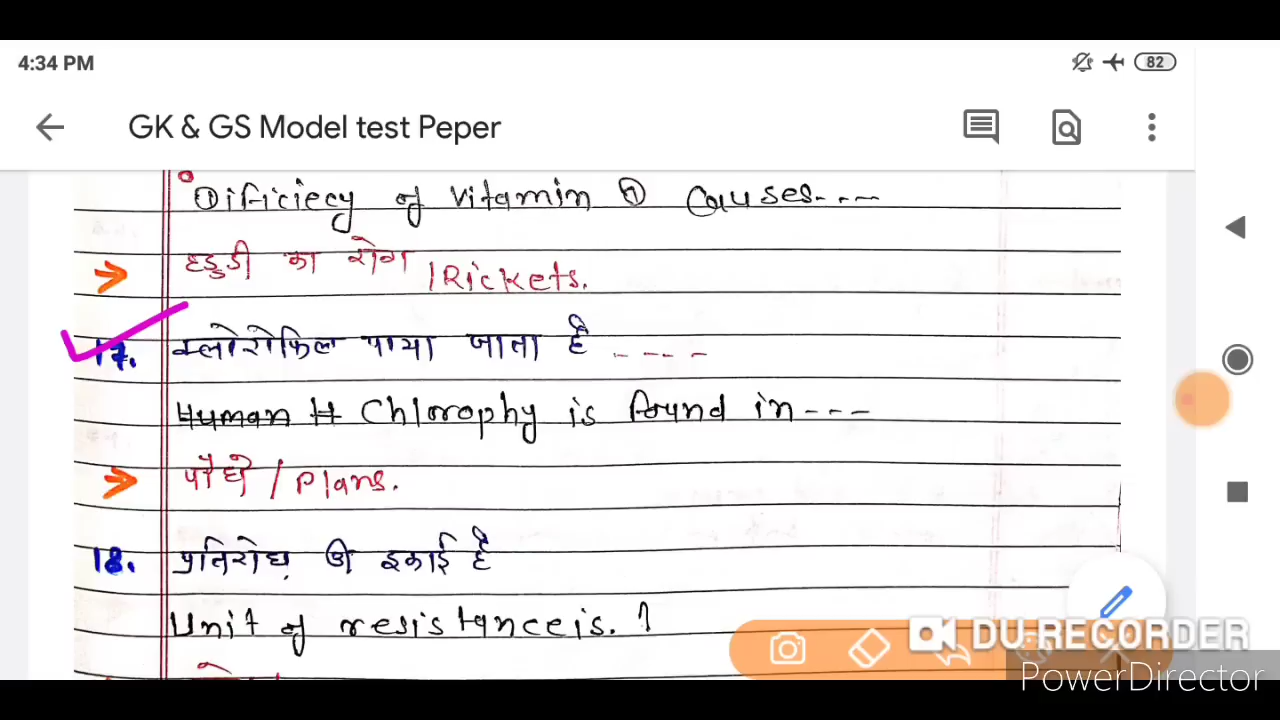 4:34 PM
82
GK & GS Model test Peper
Dificiecy of Vitamin D Causes....
हड्डी का रोग /Rickets.
17. क्लोरोफिल पाया जाता है ----
Human H Chlorophy is found in---
पौधे / Plans.
18. प्रतिरोध की इकाई है
Unit of resistance is. ?
DU RECORDER
PowerDirector